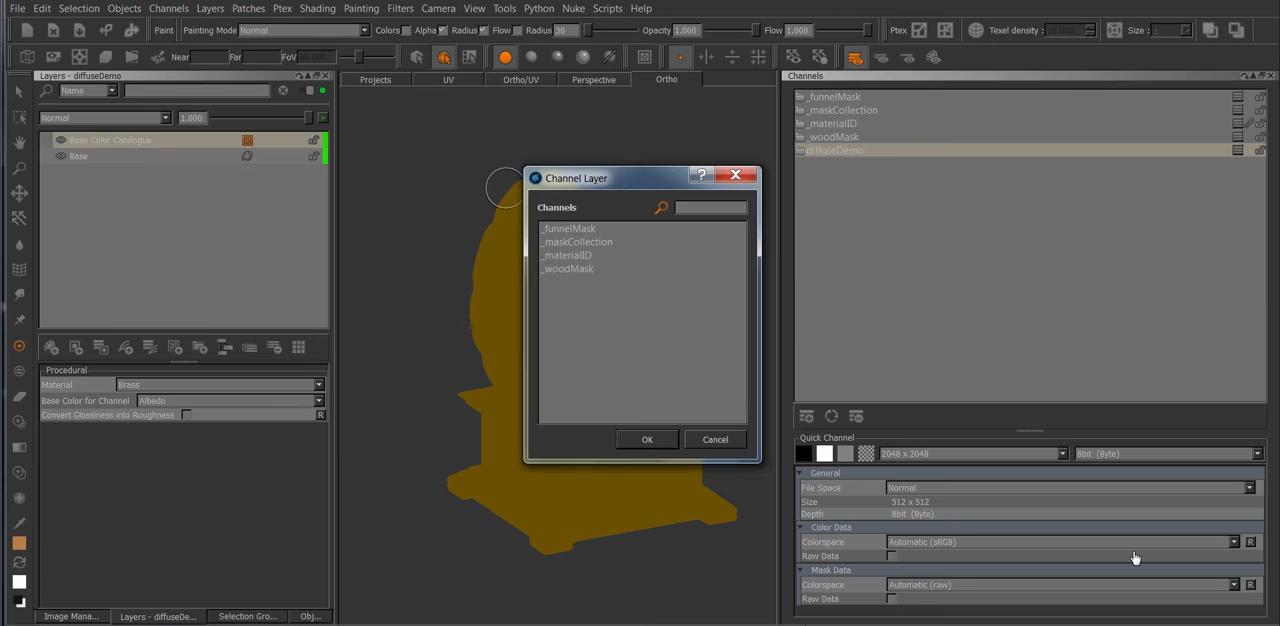 File Edit Selection Objects Channels Layers Patches Ptex Shading Painting Filters Camera View Tools Python Nuke Scripts Help
Paint Painting Mode Normal Colors Alpha Radius Flow Radius 30 Opacity 1.000 Flow 1.000 Ptex Texel density Size: 1
Near Far FoV
Layers - diffuseDemo
Projects UV Ortho/UV Perspective Ortho
Channels
Name
Normal 1.000
Base Color Catalogue
Base
_funnelMask
_maskCollection
_materialID
_woodMask
diffuseDemo
Channel Layer
Channels
_funnelMask
_maskCollection
_materialID
_woodMask
OK Cancel
Procedural
Material Brass
Base Color for Channel Albedo
Convert Glossiness into Roughness R
Quick Channel
2048 x 2048 8bit (Byte)
General
File Space Normal
Size 512 x 512
Depth 8bit (Byte)
Color Data
Colorspace Automatic (sRGB) R
Raw Data
Mask Data
Colorspace Automatic (raw) R
Raw Data
Image Mana... Layers - diffuseDe... Selection Gro... Obj...